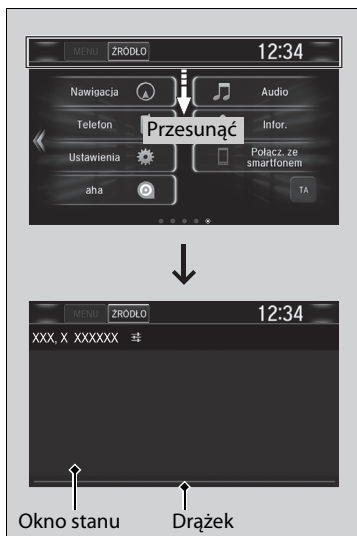 MENU ŹRÓDŁO 12:34
Nawigacja Audio
Telefon Przesunąć Infor.
Ustawienia Połącz. ze smartfonem
aha TA
MENU ŹRÓDŁO 12:34
XXX, X XXXXXX
Okno stanu Drążek